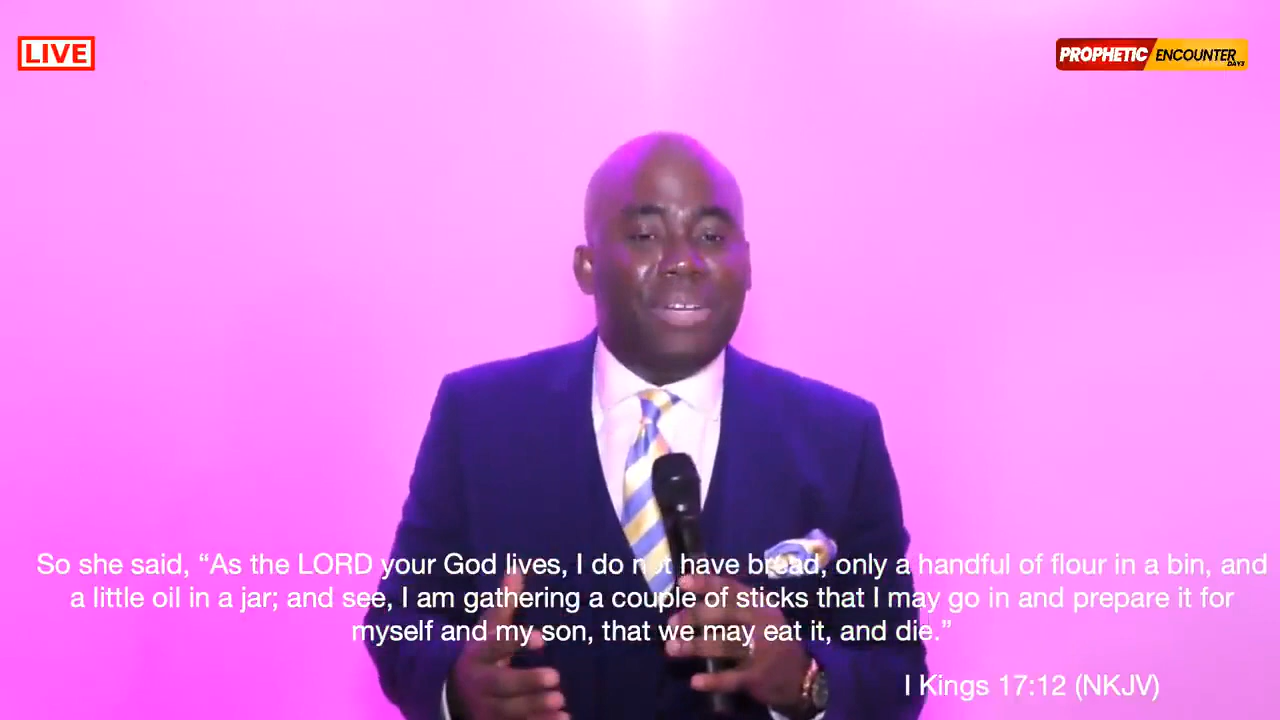 LIVE
PROPHETIC ENCOUNTER
DAYS
So she said, “As the LORD your God lives, I do not have bread, only a handful of flour in a bin, and
a little oil in a jar; and see, I am gathering a couple of sticks that I may go in and prepare it for
myself and my son, that we may eat it, and die.”
I Kings 17:12 (NKJV)